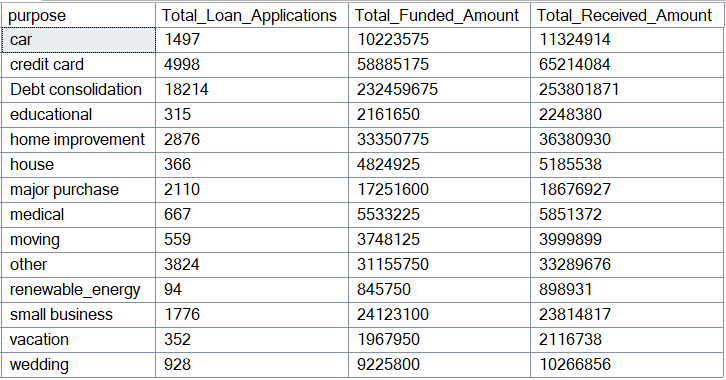 purpose Total_Loan_Applications Total_Funded_Amount Total_Received_Amount
car 1497 10223575 11324914
credit card 4998 58885175 65214084
Debt consolidation 18214 232459675 253801871
educational 315 2161650 2248380
home improvement 2876 33350775 36380930
house 366 4824925 5185538
major purchase 2110 17251600 18676927
medical 667 5533225 5851372
moving 559 3748125 3999899
other 3824 31155750 33289676
renewable_energy 94 845750 898931
small business 1776 24123100 23814817
vacation 352 1967950 2116738
wedding 928 9225800 10266856